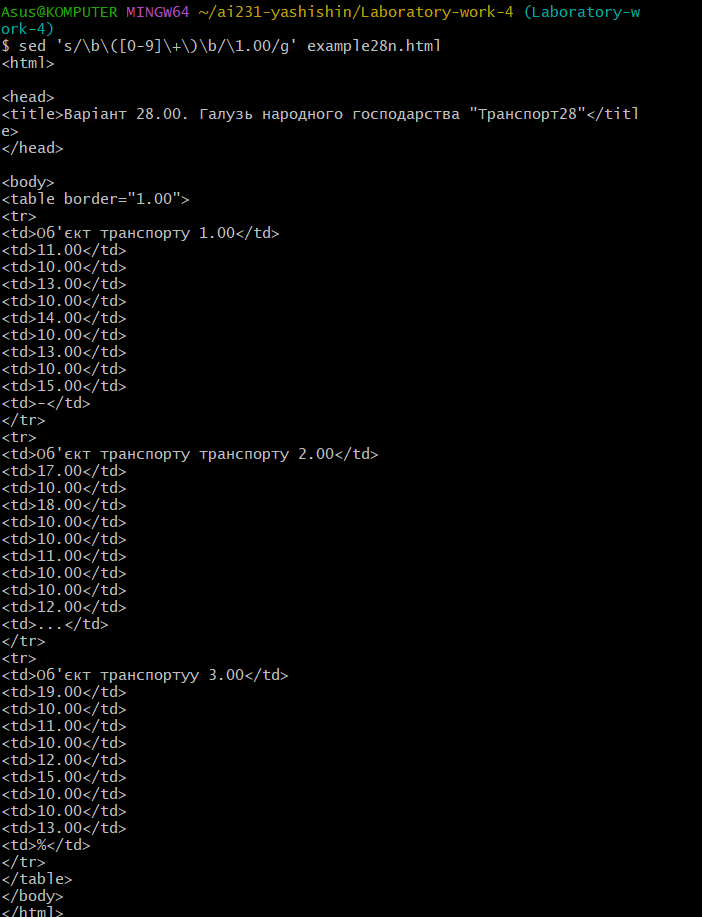 Asus@KOMPUTER MINGW64 ~/ai231-yashishin/Laboratory-work-4 (Laboratory-w
ork-4)
$ sed 's/\b\([0-9]\+\)\b/\1.00/g' example28n.html
<html>

<head>
<title>Варіант 28.00. Галузь народного господарства "Транспорт28"</titl
e>
</head>

<body>
<table border="1.00">
<tr>
<td>Об'єкт транспорту 1.00</td>
<td>11.00</td>
<td>10.00</td>
<td>13.00</td>
<td>10.00</td>
<td>14.00</td>
<td>10.00</td>
<td>13.00</td>
<td>10.00</td>
<td>15.00</td>
<td>-</td>
</tr>
<tr>
<td>Об'єкт транспорту транспорту 2.00</td>
<td>17.00</td>
<td>10.00</td>
<td>18.00</td>
<td>10.00</td>
<td>10.00</td>
<td>11.00</td>
<td>10.00</td>
<td>10.00</td>
<td>12.00</td>
<td>...</td>
</tr>
<tr>
<td>Об'єкт транспортуу 3.00</td>
<td>19.00</td>
<td>10.00</td>
<td>11.00</td>
<td>10.00</td>
<td>12.00</td>
<td>15.00</td>
<td>10.00</td>
<td>10.00</td>
<td>13.00</td>
<td>%</td>
</tr>
</table>
</body>
</html>